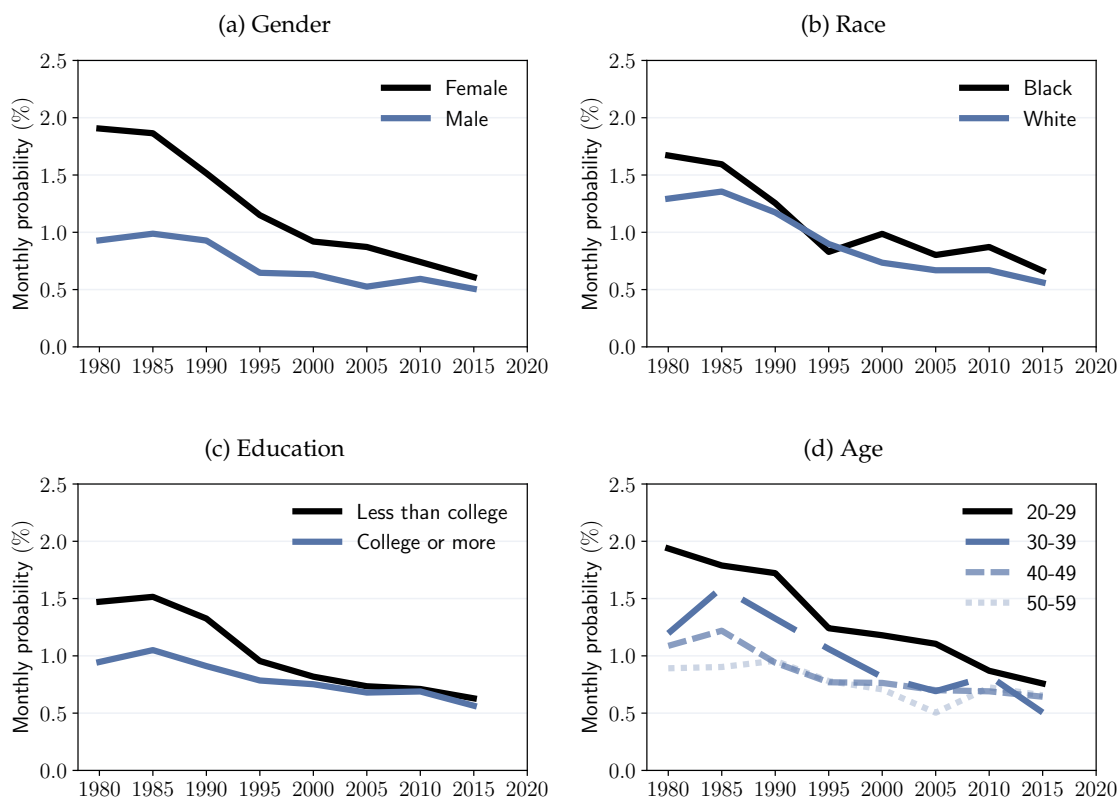 (a) Gender
Monthly probability (%)
2.5
2.0
1.5
1.0
0.5
0.0
1980 1985 1990 1995 2000 2005 2010 2015 2020
Female
Male
(b) Race
Monthly probability (%)
2.5
2.0
1.5
1.0
0.5
0.0
1980 1985 1990 1995 2000 2005 2010 2015 2020
Black
White
(c) Education
Monthly probability (%)
2.5
2.0
1.5
1.0
0.5
0.0
1980 1985 1990 1995 2000 2005 2010 2015 2020
Less than college
College or more
(d) Age
Monthly probability (%)
2.5
2.0
1.5
1.0
0.5
0.0
1980 1985 1990 1995 2000 2005 2010 2015 2020
20-29
30-39
40-49
50-59